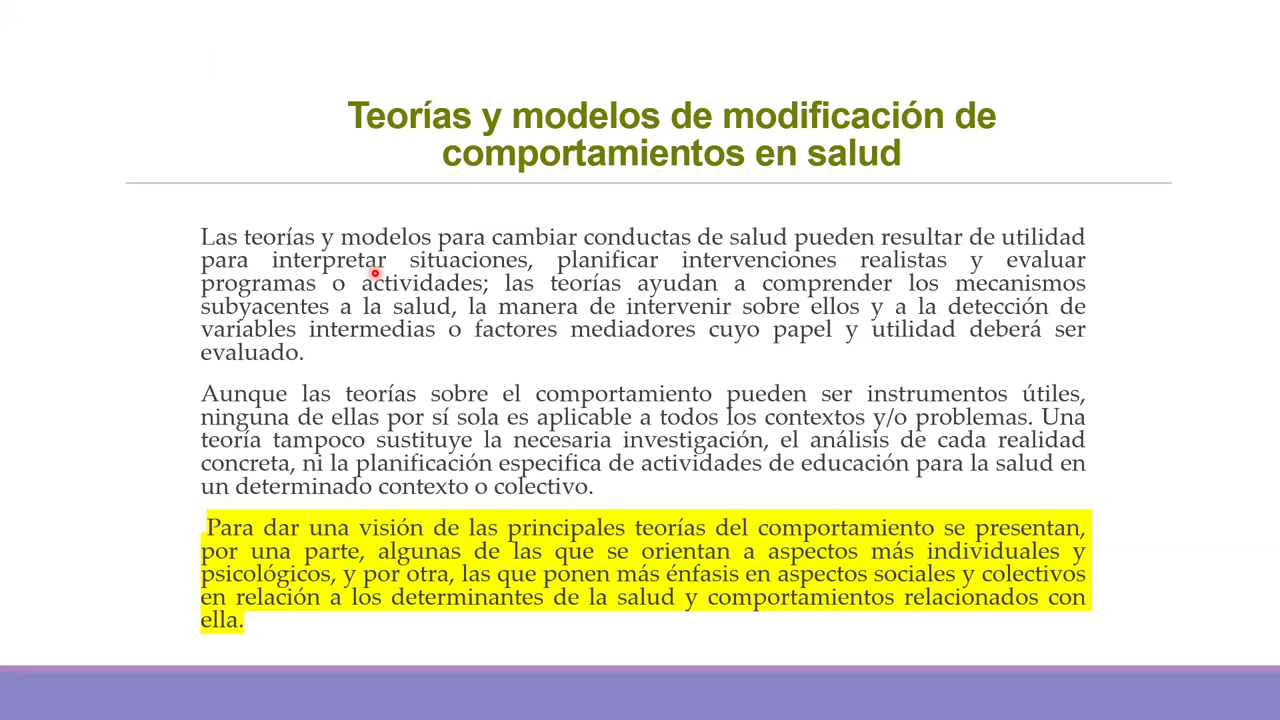 Teorías y modelos de modificación de
comportamientos en salud
Las teorías y modelos para cambiar conductas de salud pueden resultar de utilidad
para interpretar situaciones, planificar intervenciones realistas y evaluar
programas o actividades; las teorías ayudan a comprender los mecanismos
subyacentes a la salud, la manera de intervenir sobre ellos y a la detección de
variables intermedias o factores mediadores cuyo papel y utilidad deberá ser
evaluado.
Aunque las teorías sobre el comportamiento pueden ser instrumentos útiles,
ninguna de ellas por sí sola es aplicable a todos los contextos y/o problemas. Una
teoría tampoco sustituye la necesaria investigación, el análisis de cada realidad
concreta, ni la planificación especifica de actividades de educación para la salud en
un determinado contexto o colectivo.
Para dar una visión de las principales teorías del comportamiento se presentan,
por una parte, algunas de las que se orientan a aspectos más individuales y
psicológicos, y por otra, las que ponen más énfasis en aspectos sociales y colectivos
en relación a los determinantes de la salud y comportamientos relacionados con
ella.